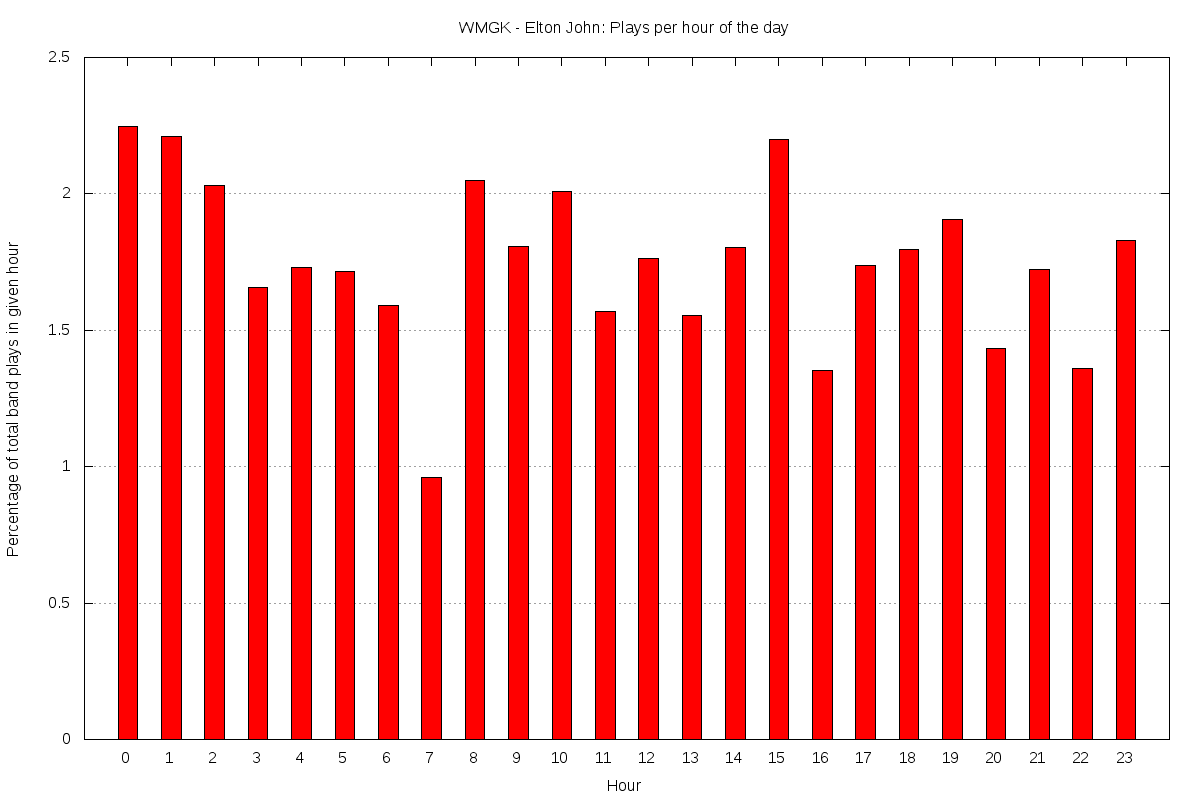 WMGK - Elton John: Plays per hour of the day
Percentage of total band plays in given hour
2.5
2
1.5
1
0.5
0
0 1 2 3 4 5 6 7 8 9 10 11 12 13 14 15 16 17 18 19 20 21 22 23
Hour